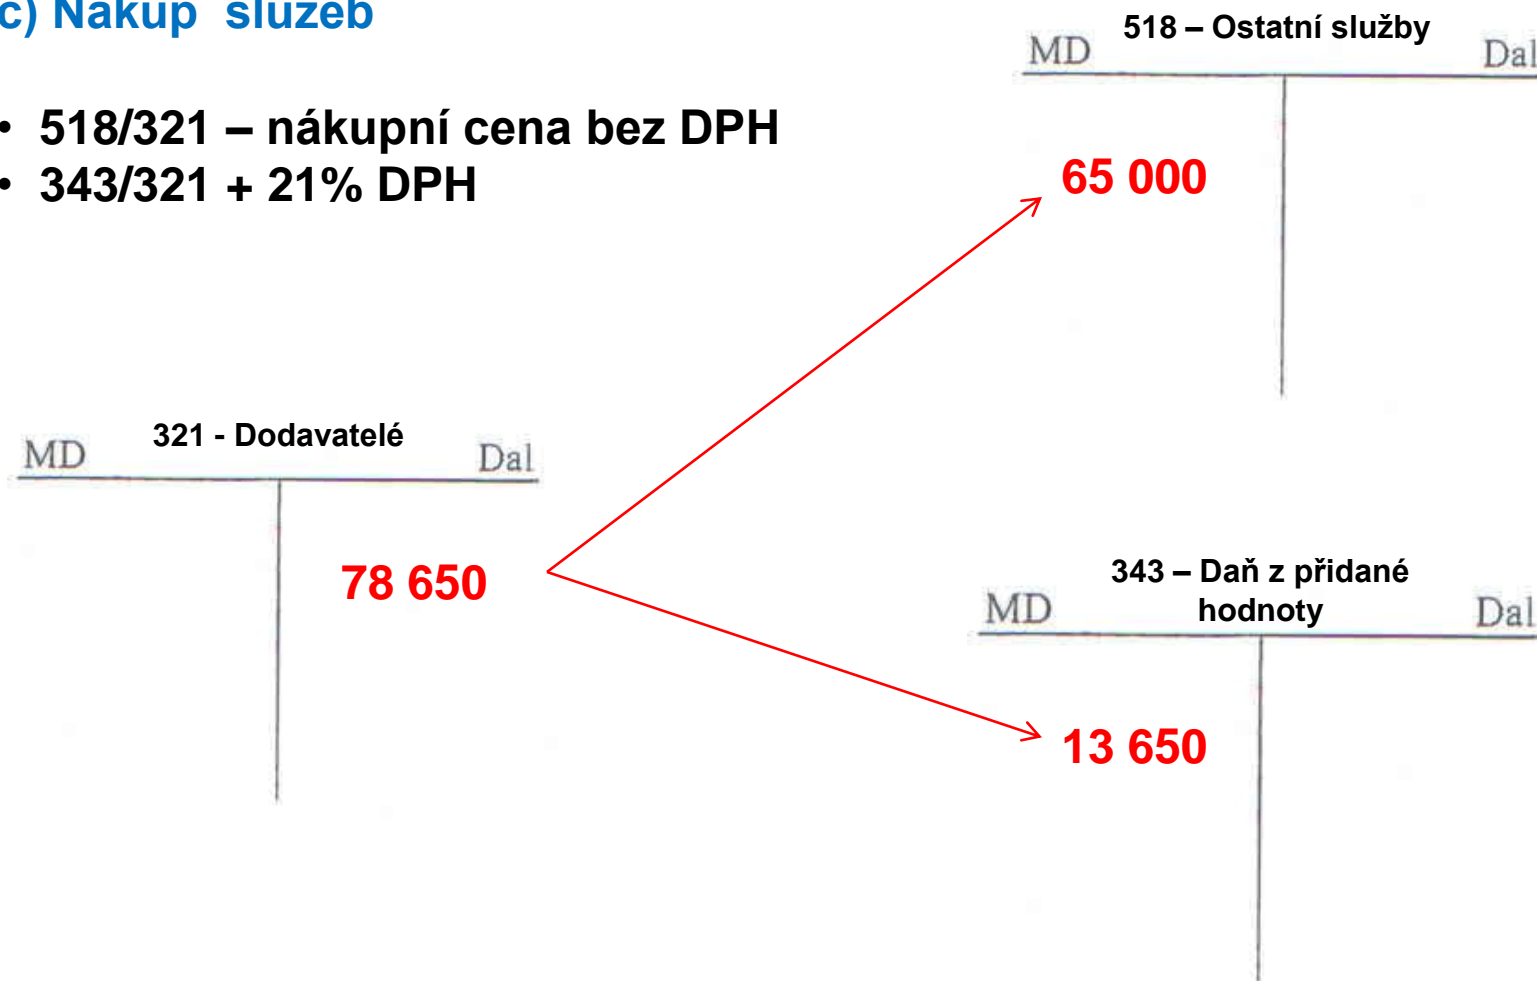 c) Nákup služeb
• 518/321 – nákupní cena bez DPH
• 343/321 + 21% DPH
518 – Ostatní služby
MD Dal
65 000
321 - Dodavatelé
MD Dal
78 650
343 – Daň z přidané
hodnoty
MD Dal
13 650